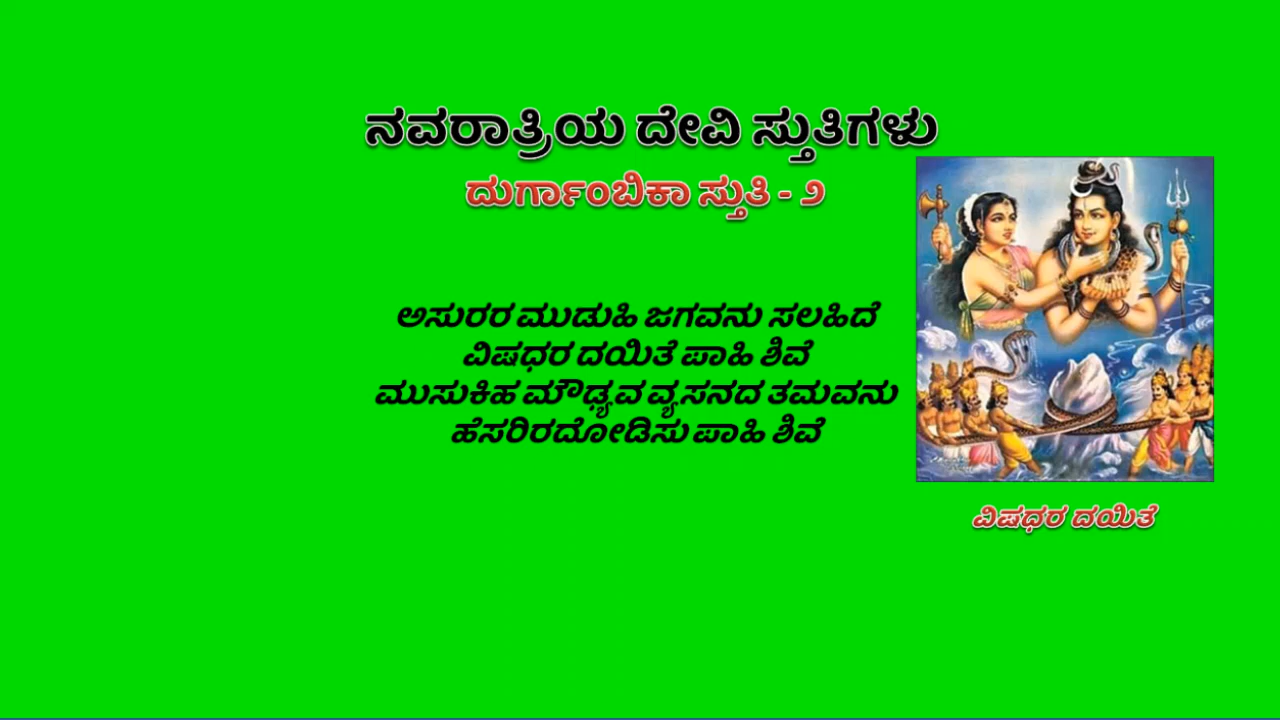 ನವರಾತ್ರಿಯ ದೇವಿ ಸ್ತುತಿಗಳು
ದುರ್ಗಾಂಬಿಕಾ ಸ್ತುತಿ - ೨
ಅಸುರರ ಮುಡುಹಿ ಜಗವನು ಸಲಹಿದೆ
ವಿಷಧರ ದಯಿತೆ ಪಾಹಿ ಶಿವೆ
ಮುಸುಕಿಹ ಮೌಢ್ಯವ ವ್ಯಸನದ ತಮವನು
ಹೆಸರಿರದೋಡಿಸು ಪಾಹಿ ಶಿವೆ
ವಿಷಧರ ದಯಿತೆ